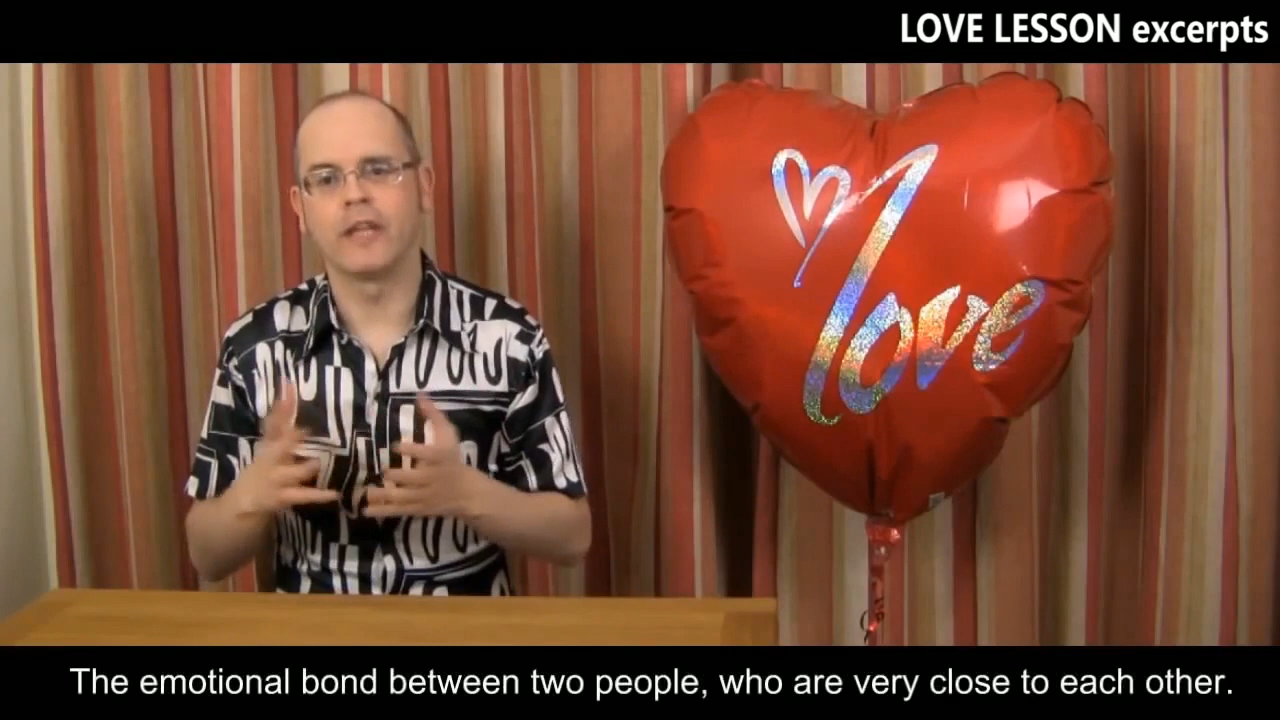 LOVE LESSON excerpts
love
The emotional bond between two people, who are very close to each other.